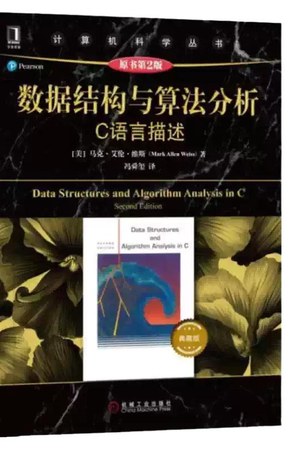 计算机科学丛书
Pearson
原书第2版
数据结构与算法分析
C语言描述
[美] 马克·艾伦·维斯 (Mark Allen Weiss) 著
冯舜玺 译
Data Structures and Algorithm Analysis in C
Second Edition
Data Structures
and
Algorithm Analysis in C
典藏版
机械工业出版社
China Machine Press